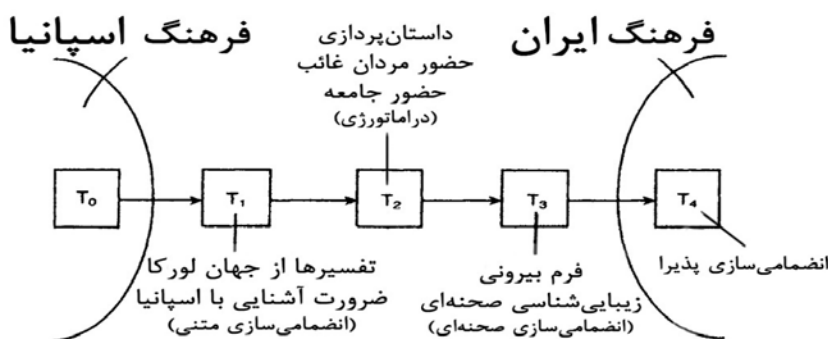 فرهنگ ایران
فرهنگ اسپانیا
داستان‌پردازی
حضور مردان غائب
حضور جامعه
(دراماتورژی)
T₀
T₁
T₂
T₃
T₄
تفسیرها از جهان لورکا
ضرورت آشنایی با اسپانیا
(انضمامی‌سازی متنی)
فرم بیرونی
زیبایی‌شناسی صحنه‌ای
(انضمامی‌سازی صحنه‌ای)
انضمامی‌سازی پذیرا